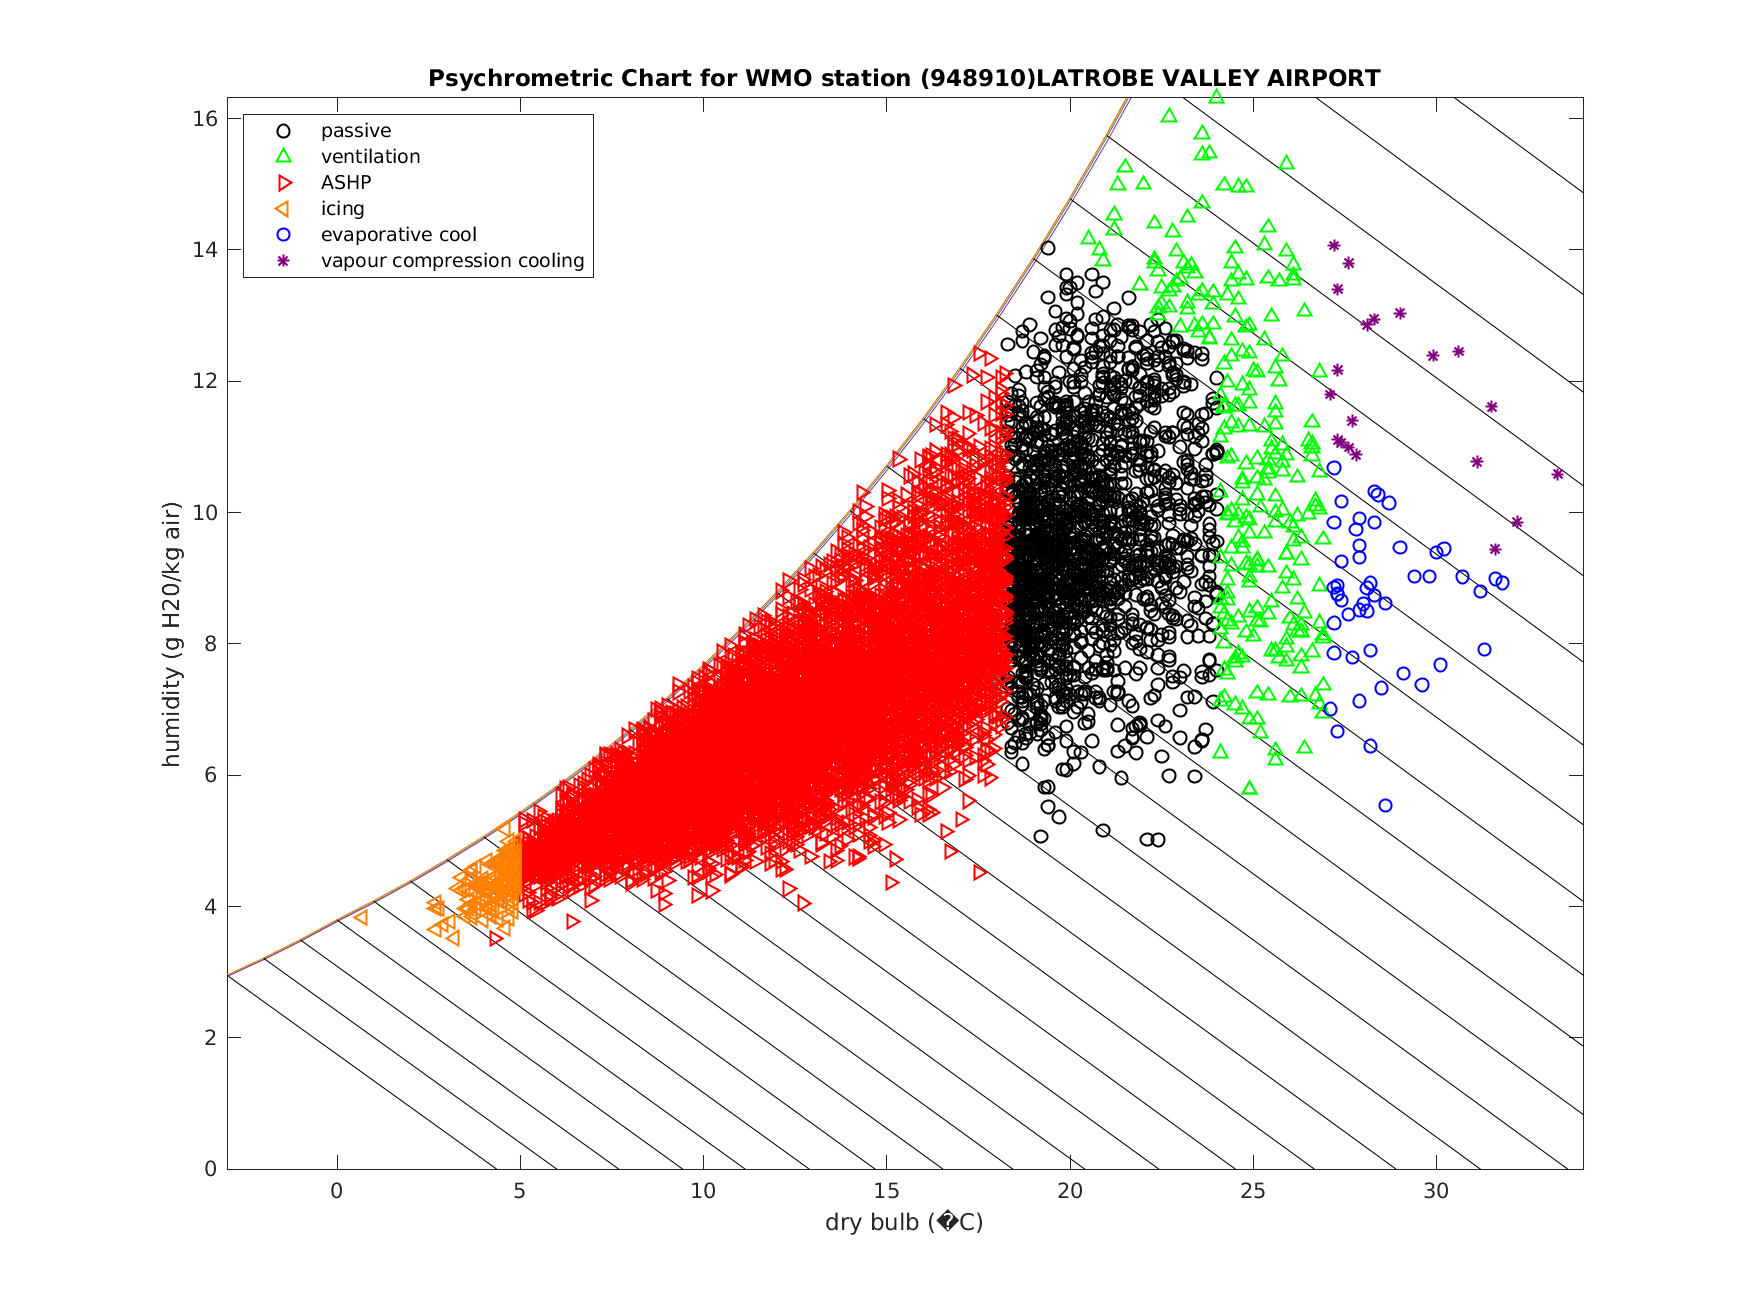 Psychrometric Chart for WMO station (948910)LATROBE VALLEY AIRPORT
16
14
12
10
8
6
4
2
0
humidity (g H20/kg air)
passive
ventilation
ASHP
icing
evaporative cool
vapour compression cooling
0 5 10 15 20 25 30
dry bulb (�C)